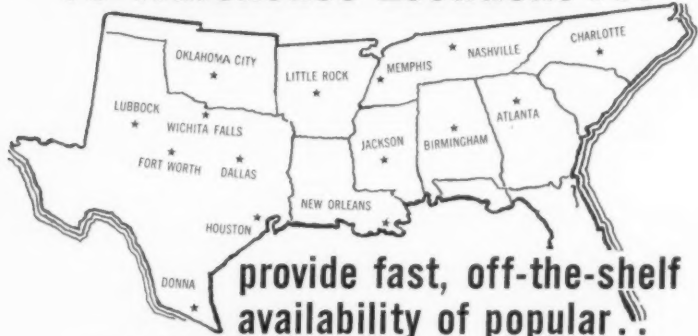 OKLAHOMA CITY
LITTLE ROCK
MEMPHIS
NASHVILLE
CHARLOTTE
LUBBOCK
WICHITA FALLS
FORT WORTH
DALLAS
JACKSON
BIRMINGHAM
ATLANTA
NEW ORLEANS
HOUSTON
DONNA
provide fast, off-the-shelf
availability of popular . .